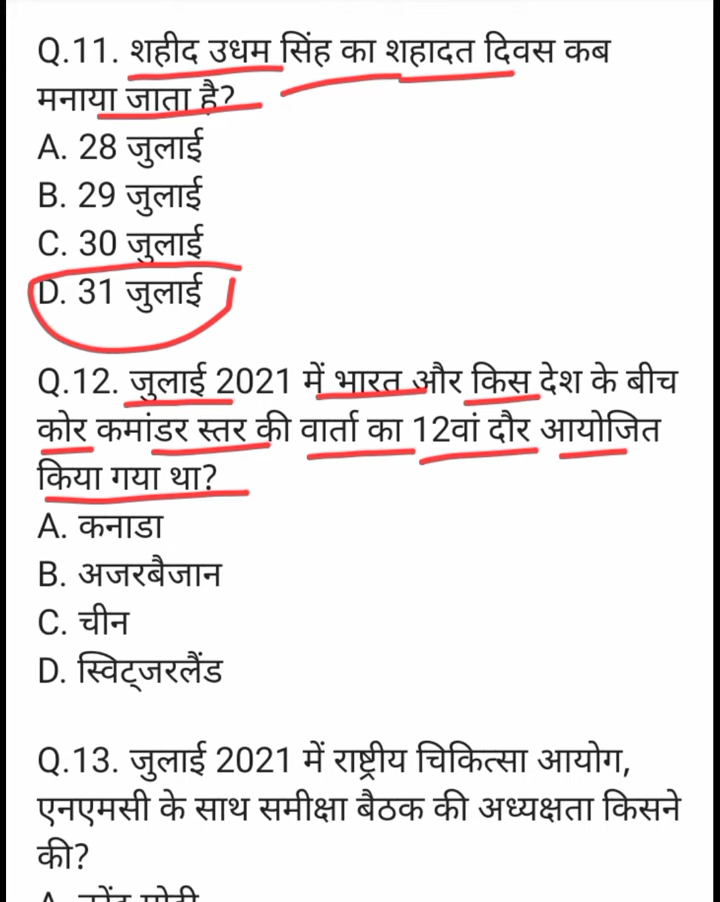 Q.11. शहीद उधम सिंह का शहादत दिवस कब
मनाया जाता है?
A. 28 जुलाई
B. 29 जुलाई
C. 30 जुलाई
D. 31 जुलाई
Q.12. जुलाई 2021 में भारत और किस देश के बीच
कोर कमांडर स्तर की वार्ता का 12वां दौर आयोजित
किया गया था?
A. कनाडा
B. अजरबैजान
C. चीन
D. स्विट्जरलैंड
Q.13. जुलाई 2021 में राष्ट्रीय चिकित्सा आयोग,
एनएमसी के साथ समीक्षा बैठक की अध्यक्षता किसने
की?
A. नरेंद्र मोदी